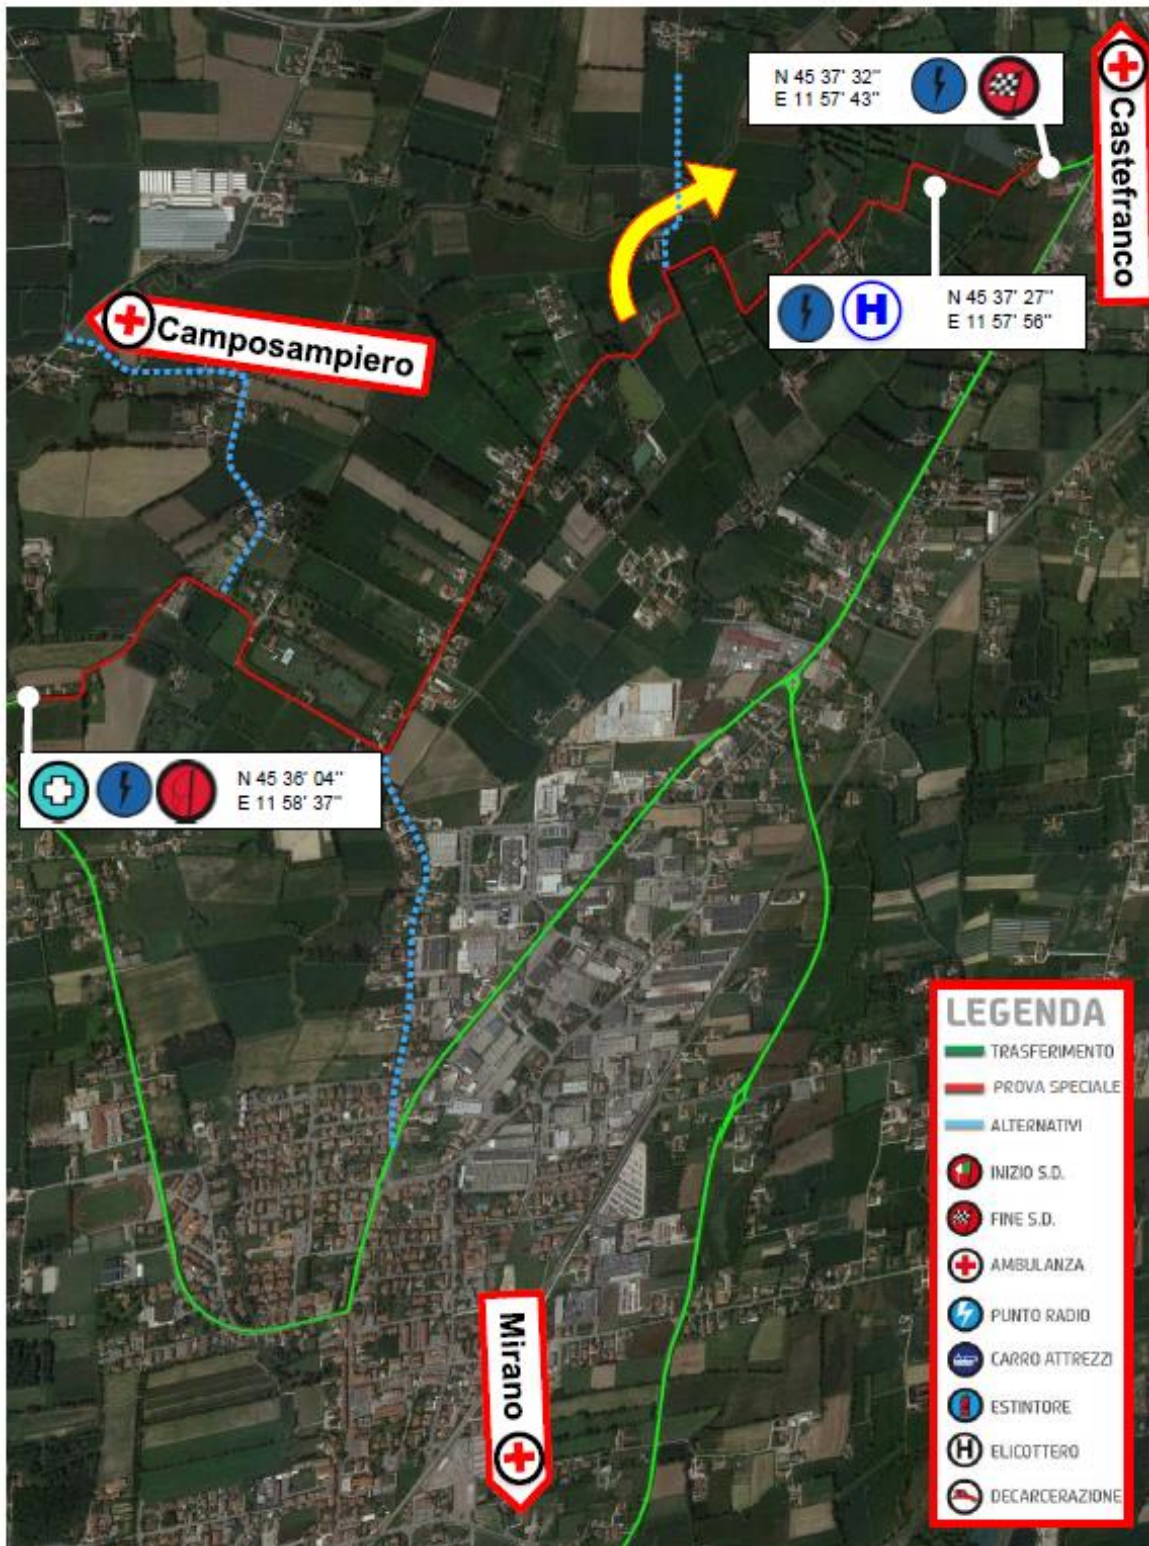 N 45 37' 32"
E 11 57' 43"
Castefranco
H
N 45 37' 27"
E 11 57' 56"
Camposampiero
N 45 36' 04"
E 11 58' 37"
Mirano
LEGENDA
TRASFERIMENTO
PROVA SPECIALE
ALTERNATIVI
INIZIO S.D.
FINE S.D.
AMBULANZA
PUNTO RADIO
CARRO ATTREZZI
ESTINTORE
H ELICOTTERO
DECARCERAZIONE